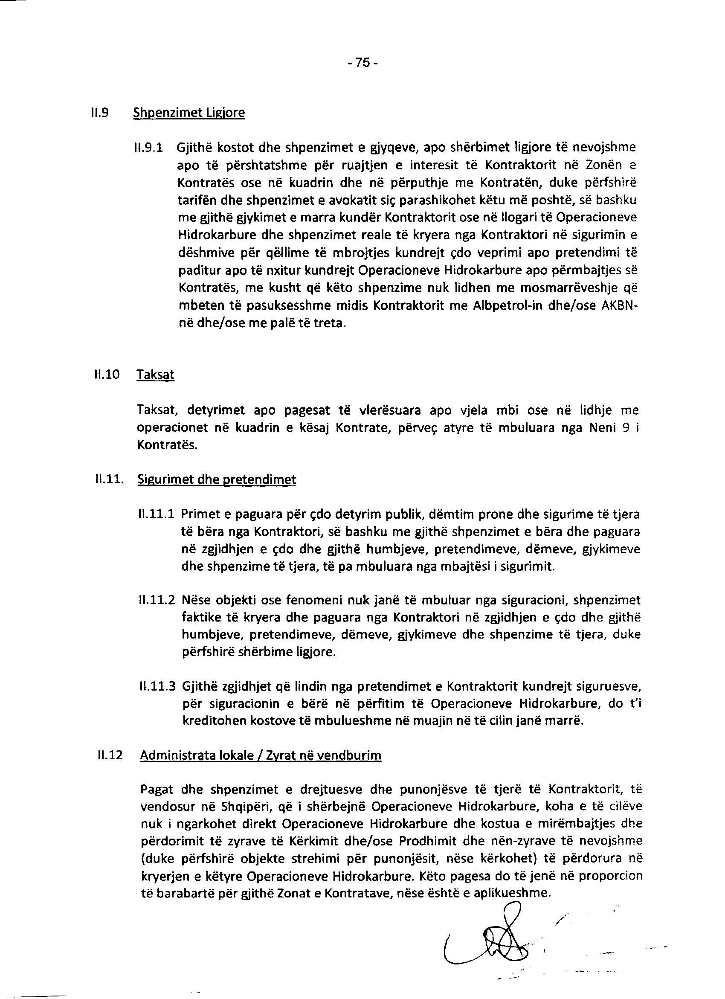 - 75 -
II.9 Shpenzimet Ligjore
II.9.1 Gjithë kostot dhe shpenzimet e gjyqeve, apo shërbimet ligjore të nevojshme
apo të përshtatshme për ruajtjen e interesit të Kontraktorit në Zonën e
Kontratës ose në kuadrin dhe në përputhje me Kontratën, duke përfshirë
tarifën dhe shpenzimet e avokatit siç parashikohet këtu më poshtë, së bashku
me gjithë gjykimet e marra kundër Kontraktorit ose në llogari të Operacioneve
Hidrokarbure dhe shpenzimet reale të kryera nga Kontraktori në sigurimin e
dëshmive për qëllime të mbrojtjes kundrejt çdo veprimi apo pretendimi të
paditur apo të nxitur kundrejt Operacioneve Hidrokarbure apo përmbajtjes së
Kontratës, me kusht që këto shpenzime nuk lidhen me mosmarrëveshje që
mbeten të pasuksesshme midis Kontraktorit me Albpetrol-in dhe/ose AKBN-
në dhe/ose me palë të treta.
II.10 Taksat
Taksat, detyrimet apo pagesat të vlerësuara apo vjela mbi ose në lidhje me
operacionet në kuadrin e kësaj Kontrate, përveç atyre të mbuluara nga Neni 9 i
Kontratës.
II.11. Sigurimet dhe pretendimet
II.11.1 Primet e paguara për çdo detyrim publik, dëmtim prone dhe sigurime të tjera
të bëra nga Kontraktori, së bashku me gjithë shpenzimet e bëra dhe paguara
në zgjidhjen e çdo dhe gjithë humbjeve, pretendimeve, dëmeve, gjykimeve
dhe shpenzime të tjera, të pa mbuluara nga mbajtësi i sigurimit.
II.11.2 Nëse objekti ose fenomeni nuk janë të mbuluar nga siguracioni, shpenzimet
faktike të kryera dhe paguara nga Kontraktori në zgjidhjen e çdo dhe gjithë
humbjeve, pretendimeve, dëmeve, gjykimeve dhe shpenzime të tjera, duke
përfshirë shërbime ligjore.
II.11.3 Gjithë zgjidhjet që lindin nga pretendimet e Kontraktorit kundrejt siguruesve,
për siguracionin e bërë në përfitim të Operacioneve Hidrokarbure, do t'i
kreditohen kostove të mbulueshme në muajin në të cilin janë marrë.
II.12 Administrata lokale / Zyrat në vendburim
Pagat dhe shpenzimet e drejtuesve dhe punonjësve të tjerë të Kontraktorit, të
vendosur në Shqipëri, që i shërbejnë Operacioneve Hidrokarbure, koha e të cilëve
nuk i ngarkohet direkt Operacioneve Hidrokarbure dhe kostua e mirëmbajtjes dhe
përdorimit të zyrave të Kërkimit dhe/ose Prodhimit dhe nën-zyrave të nevojshme
(duke përfshirë objekte strehimi për punonjësit, nëse kërkohet) të përdorura në
kryerjen e këtyre Operacioneve Hidrokarbure. Këto pagesa do të jenë në proporcion
të barabartë për gjithë Zonat e Kontratave, nëse është e aplikueshme.